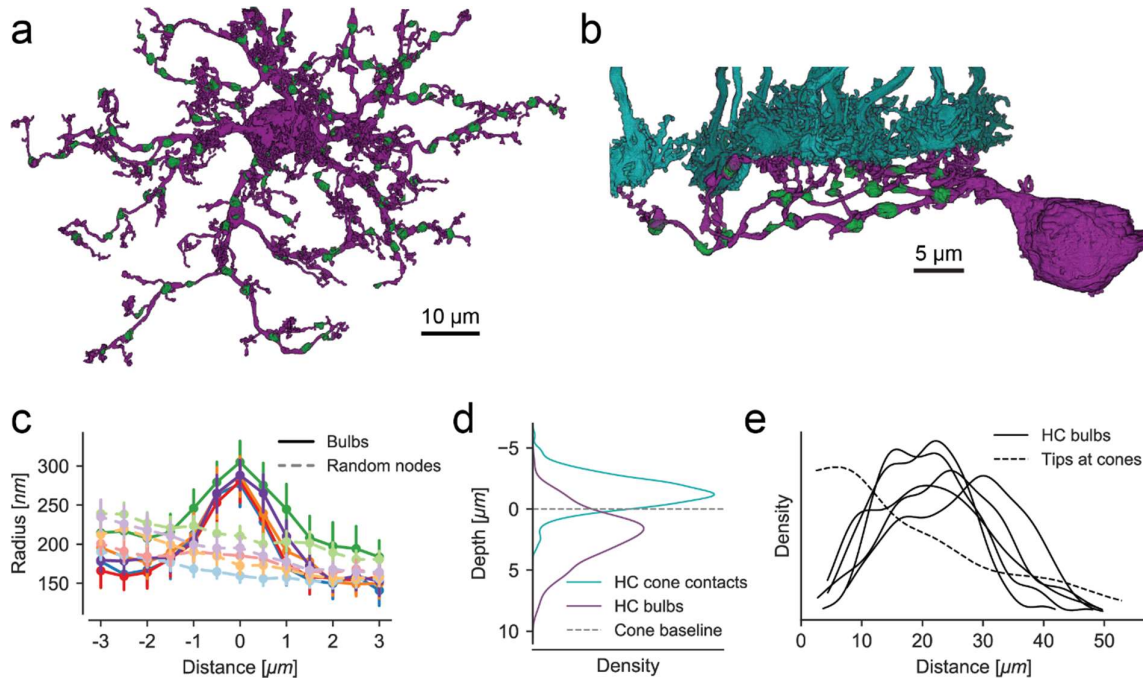 a
b
10 µm
5 µm
c
Bulbs
Random nodes
300
250
200
150
Radius [nm]
-3
-2
-1
0
1
2
3
Distance [µm]
d
-5
0
5
10
Depth [µm]
HC cone contacts
HC bulbs
Cone baseline
Density
e
HC bulbs
Tips at cones
Density
0
10
20
30
40
50
Distance [µm]